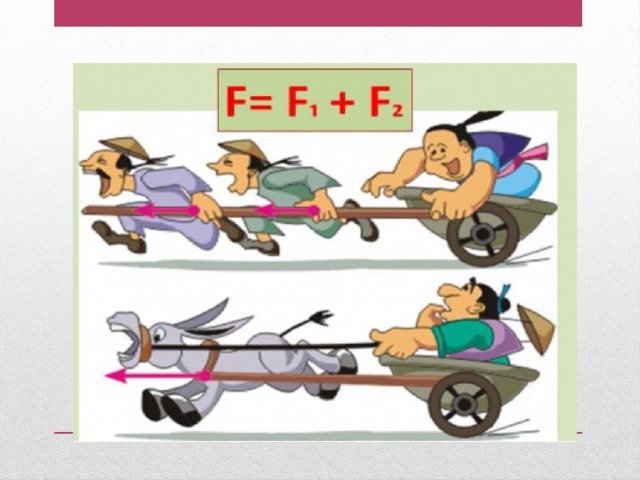 F= F₁ + F₂